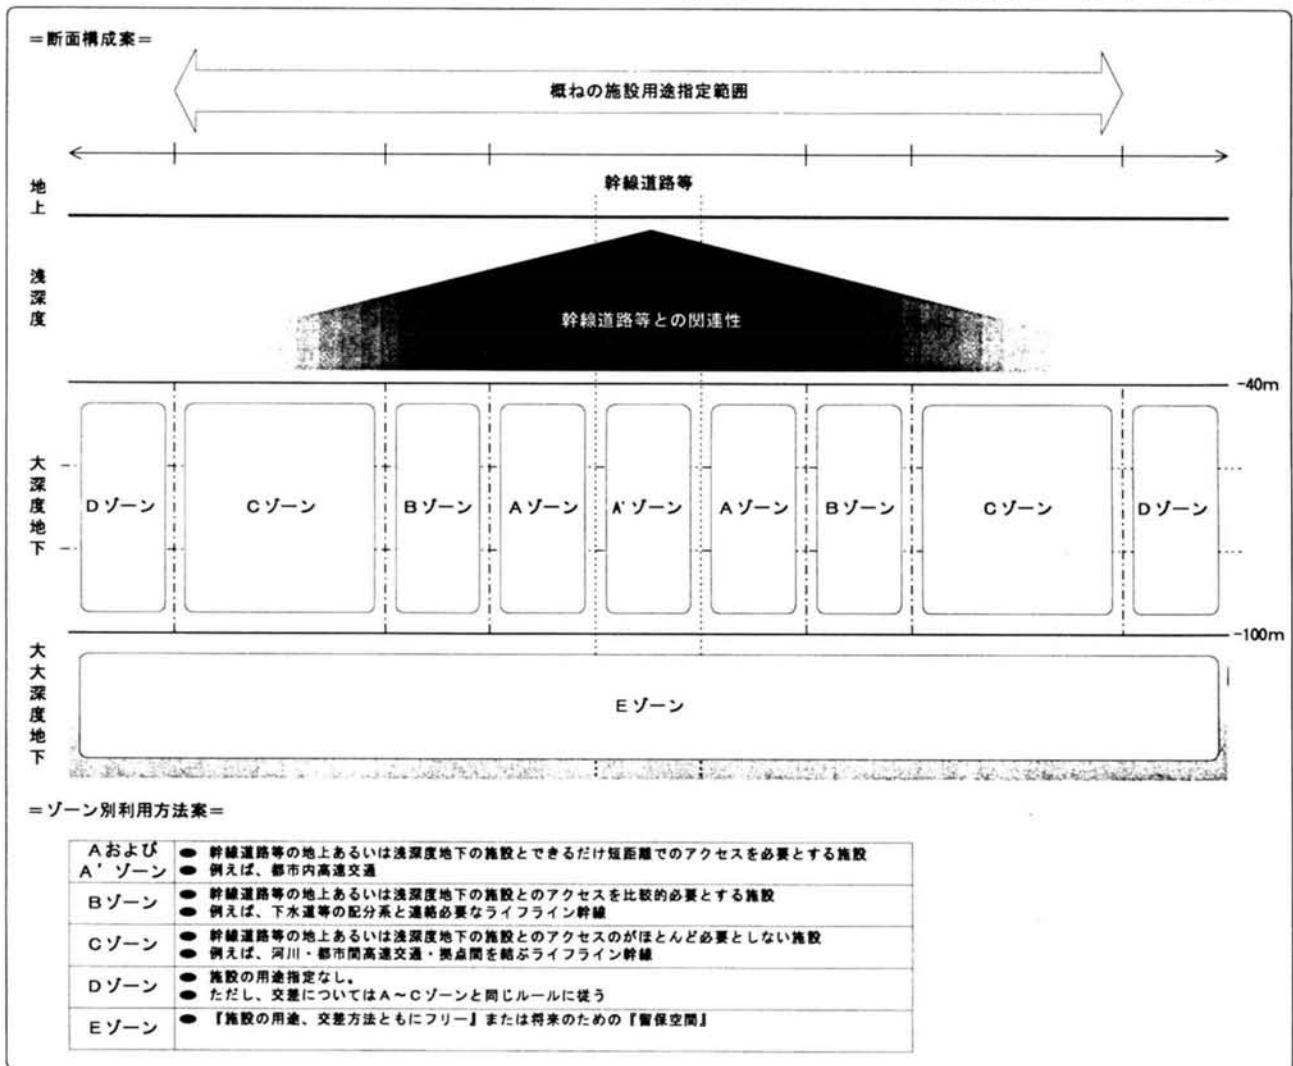 ＝断面構成案＝
概ねの施設用途指定範囲
地上
幹線道路等
浅深度
幹線道路等との関連性
-40m
大深度地下
Dゾーン
Cゾーン
Bゾーン
Aゾーン
A'ゾーン
Aゾーン
Bゾーン
Cゾーン
Dゾーン
-100m
大大深度地下
Eゾーン
＝ゾーン別利用方法案＝
Aおよび
A'ゾーン
● 幹線道路等の地上あるいは浅深度地下の施設とできるだけ短距離でのアクセスを必要とする施設
● 例えば、都市内高速交通
Bゾーン
● 幹線道路等の地上あるいは浅深度地下の施設とのアクセスを比較的必要とする施設
● 例えば、下水道等の配分系と連絡必要なライフライン幹線
Cゾーン
● 幹線道路等の地上あるいは浅深度地下の施設とのアクセスのがほとんど必要としない施設
● 例えば、河川・都市間高速交通・拠点間を結ぶライフライン幹線
Dゾーン
● 施設の用途指定なし。
● ただし、交差についてはA～Cゾーンと同じルールに従う
Eゾーン
● 『施設の用途、交差方法ともにフリー』または将来のための『留保空間』